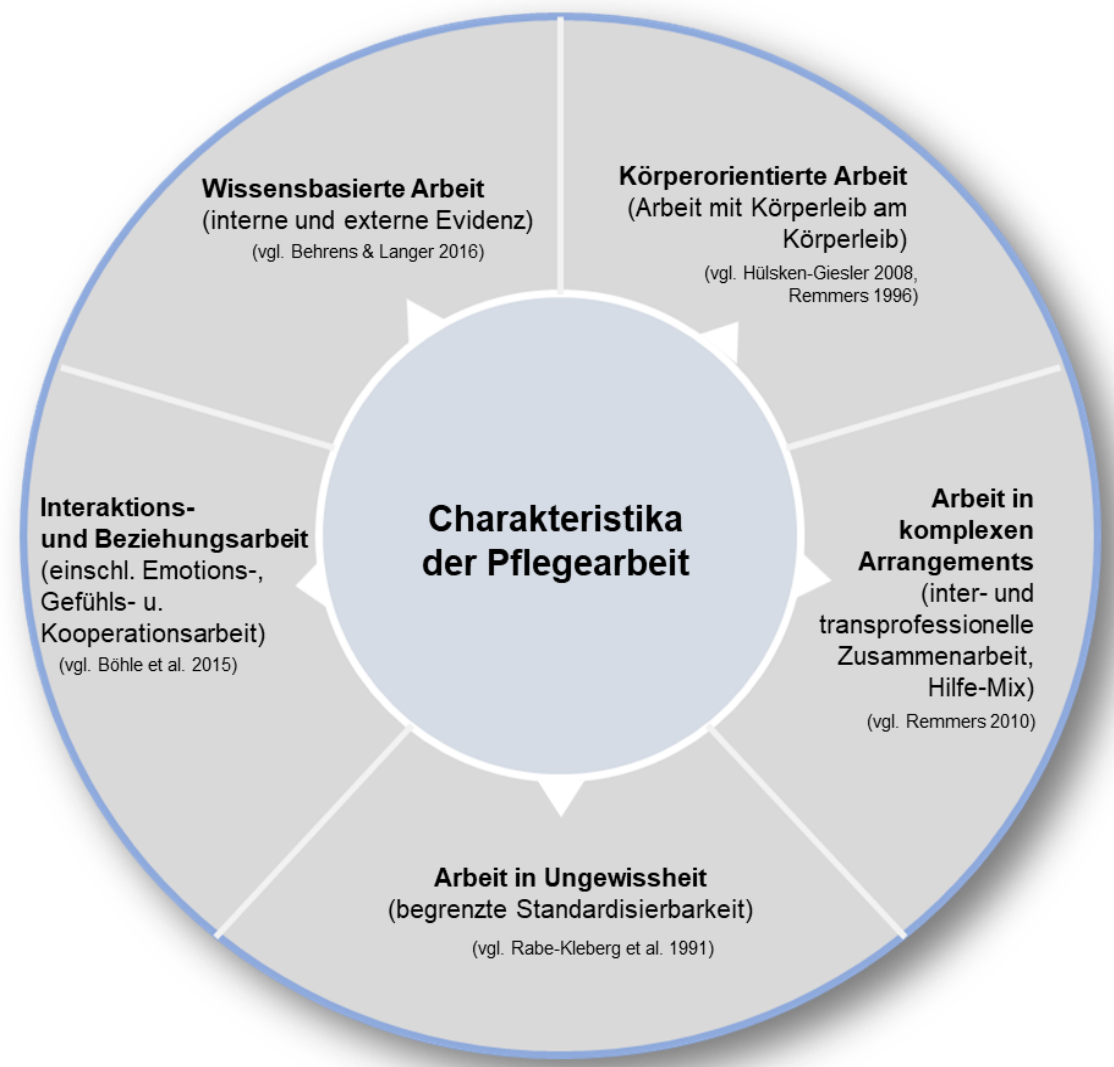 Wissensbasierte Arbeit
(interne und externe Evidenz)
(vgl. Behrens & Langer 2016)
Körperorientierte Arbeit
(Arbeit mit Körperleib am
Körperleib)
(vgl. Hülsken-Giesler 2008,
Remmers 1996)
Interaktions-
und Beziehungsarbeit
(einschl. Emotions-,
Gefühls- u.
Kooperationsarbeit)
(vgl. Böhle et al. 2015)
Charakteristika
der Pflegearbeit
Arbeit in
komplexen
Arrangements
(inter- und
transprofessionelle
Zusammenarbeit,
Hilfe-Mix)
(vgl. Remmers 2010)
Arbeit in Ungewissheit
(begrenzte Standardisierbarkeit)
(vgl. Rabe-Kleberg et al. 1991)